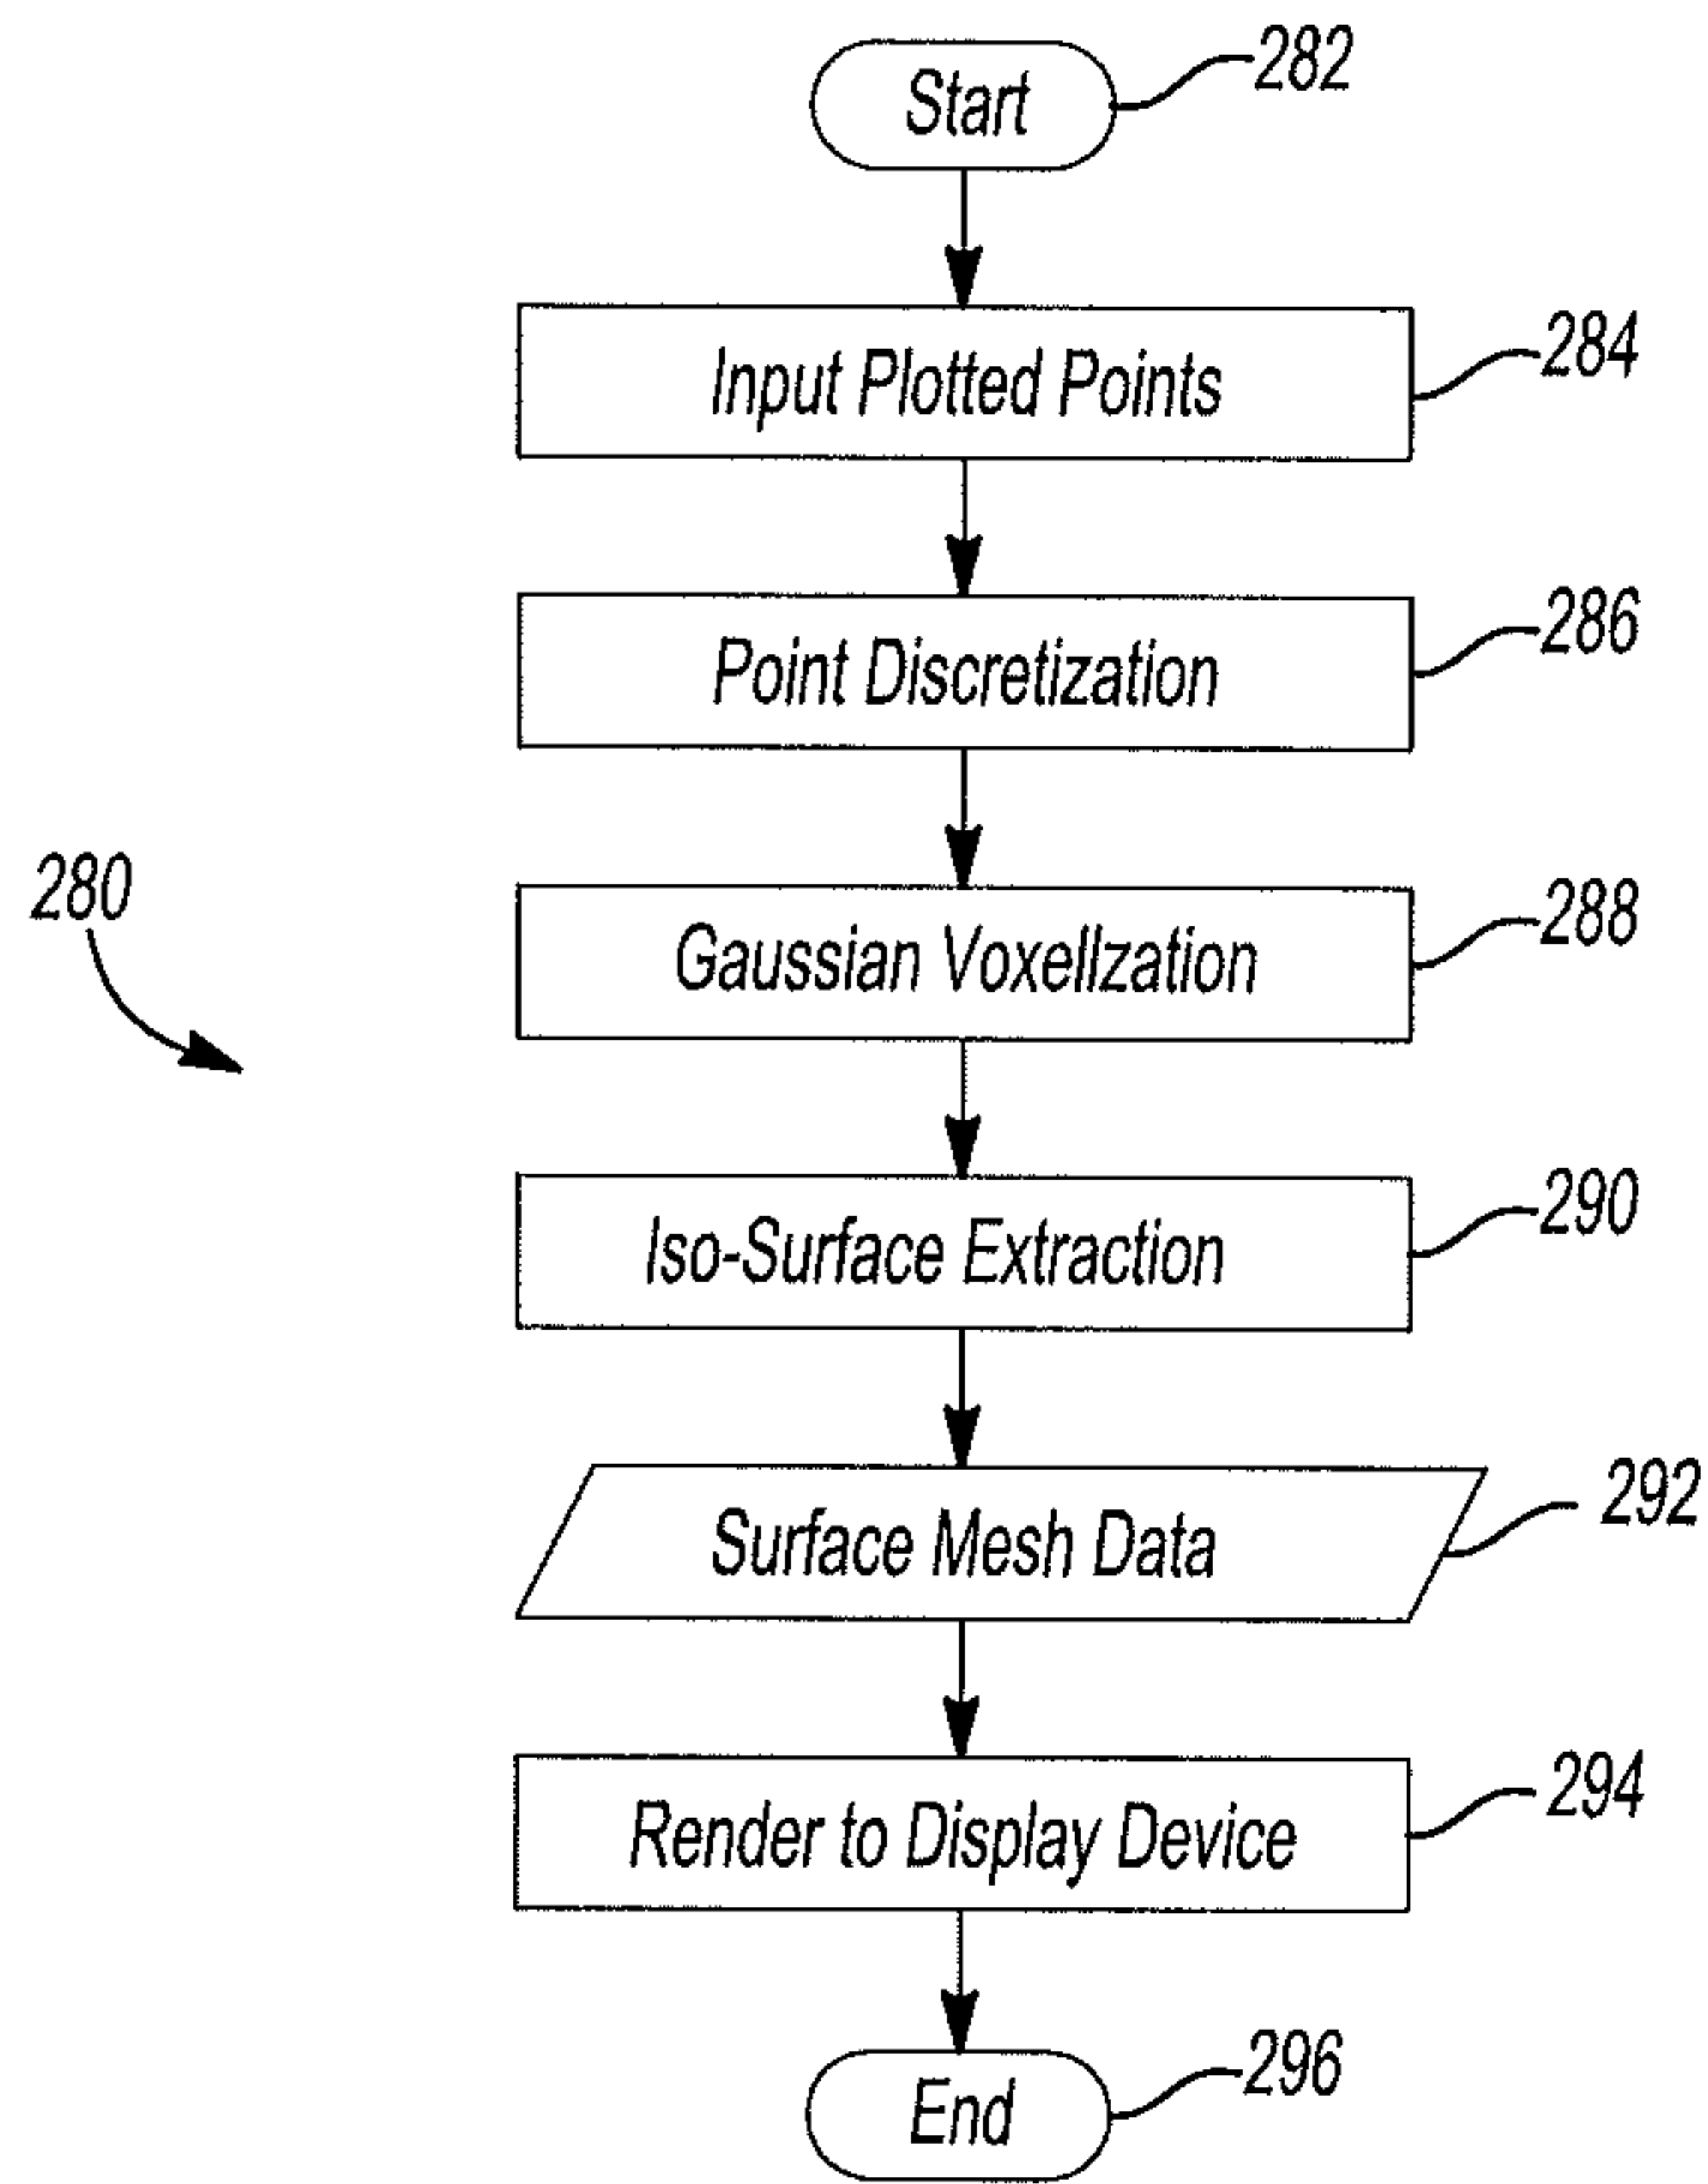 Start
282
Input Plotted Points
284
Point Discretization
286
280
Gaussian Voxellzation
288
Iso-Surface Extraction
290
Surface Mesh Data
292
Render to Display Device
294
End
296